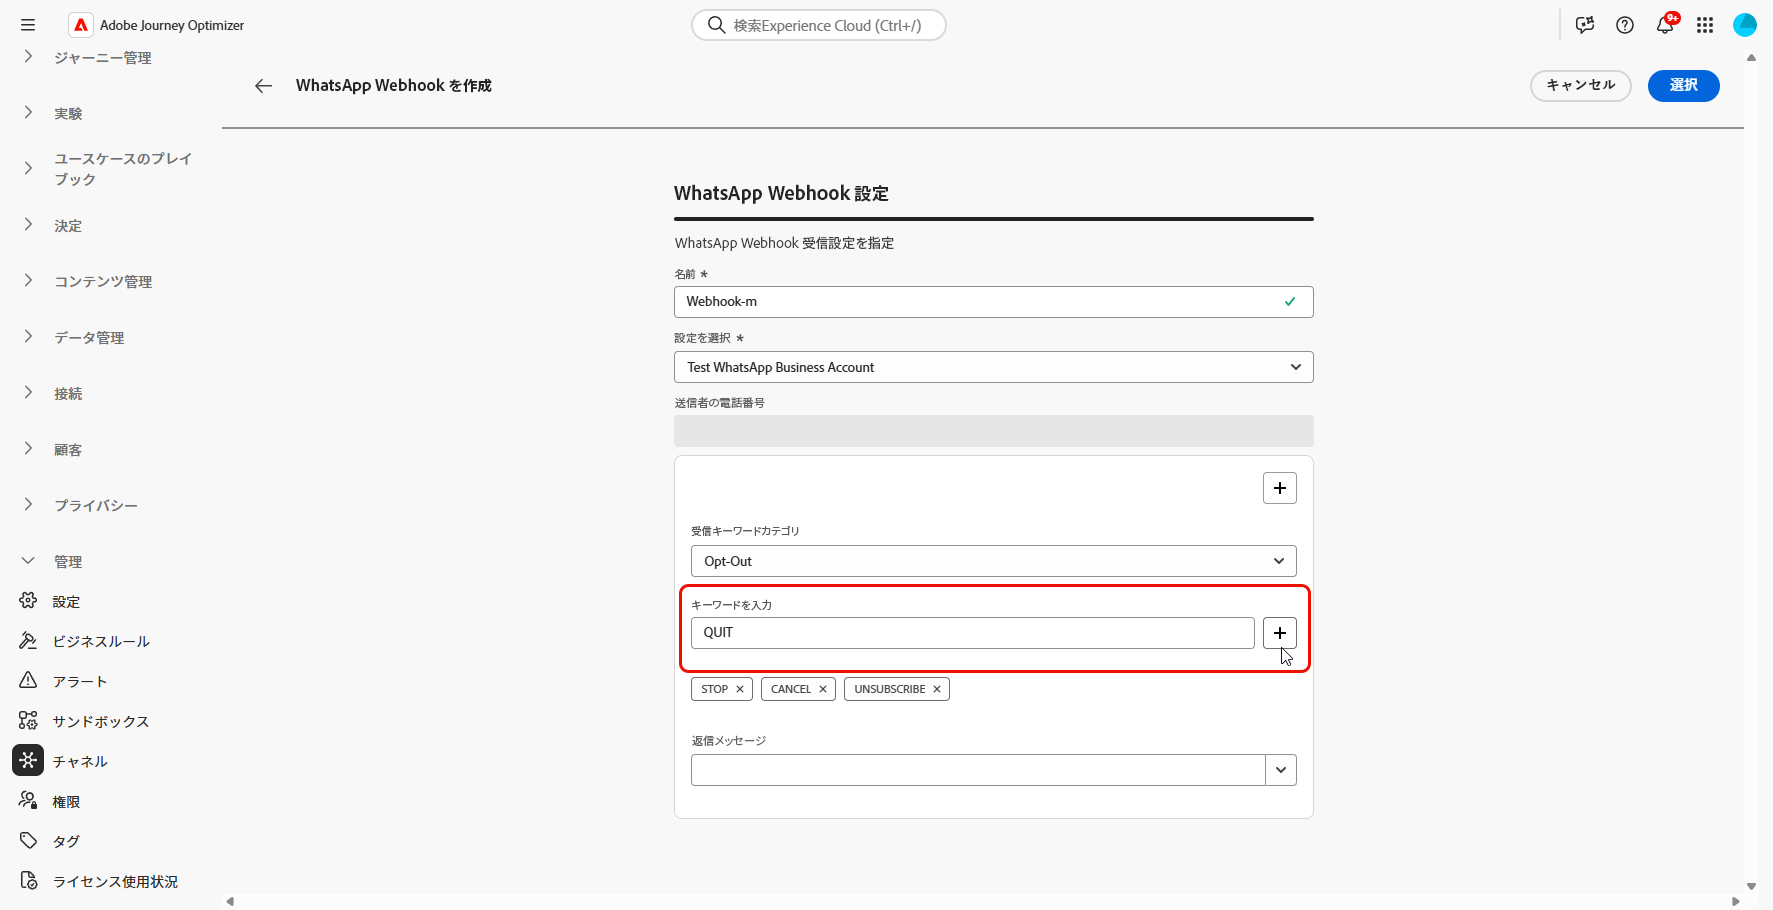 Adobe Journey Optimizer
検索Experience Cloud (Ctrl+/)
9+
ジャーニー管理
実験
ユースケースのプレイ
ブック
決定
コンテンツ管理
データ管理
接続
顧客
プライバシー
管理
設定
ビジネスルール
アラート
サンドボックス
チャネル
権限
タグ
ライセンス使用状況
WhatsApp Webhook を作成
キャンセル
選択
WhatsApp Webhook 設定
WhatsApp Webhook 受信設定を指定
名前 *
Webhook-m
設定を選択 *
Test WhatsApp Business Account
送信者の電話番号
受信キーワードカテゴリ
Opt-Out
キーワードを入力
QUIT
STOP
CANCEL
UNSUBSCRIBE
返信メッセージ